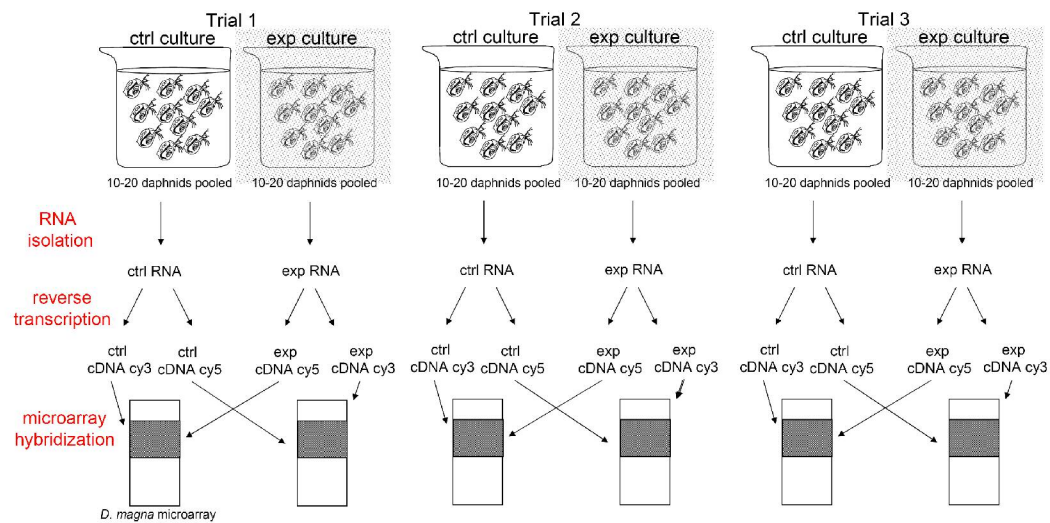 Trial 1 Trial 2 Trial 3
ctrl culture exp culture ctrl culture exp culture ctrl culture exp culture
10-20 daphnids pooled 10-20 daphnids pooled 10-20 daphnids pooled 10-20 daphnids pooled 10-20 daphnids pooled 10-20 daphnids pooled
RNA
isolation
ctrl RNA exp RNA ctrl RNA exp RNA ctrl RNA exp RNA
reverse
transcription
ctrl ctrl exp exp ctrl ctrl exp exp ctrl ctrl exp exp
cDNA cy3 cDNA cy5 cDNA cy5 cDNA cy3 cDNA cy3 cDNA cy5 cDNA cy5 cDNA cy3 cDNA cy3 cDNA cy5 cDNA cy5 cDNA cy3
microarray
hybridization
D. magna microarray